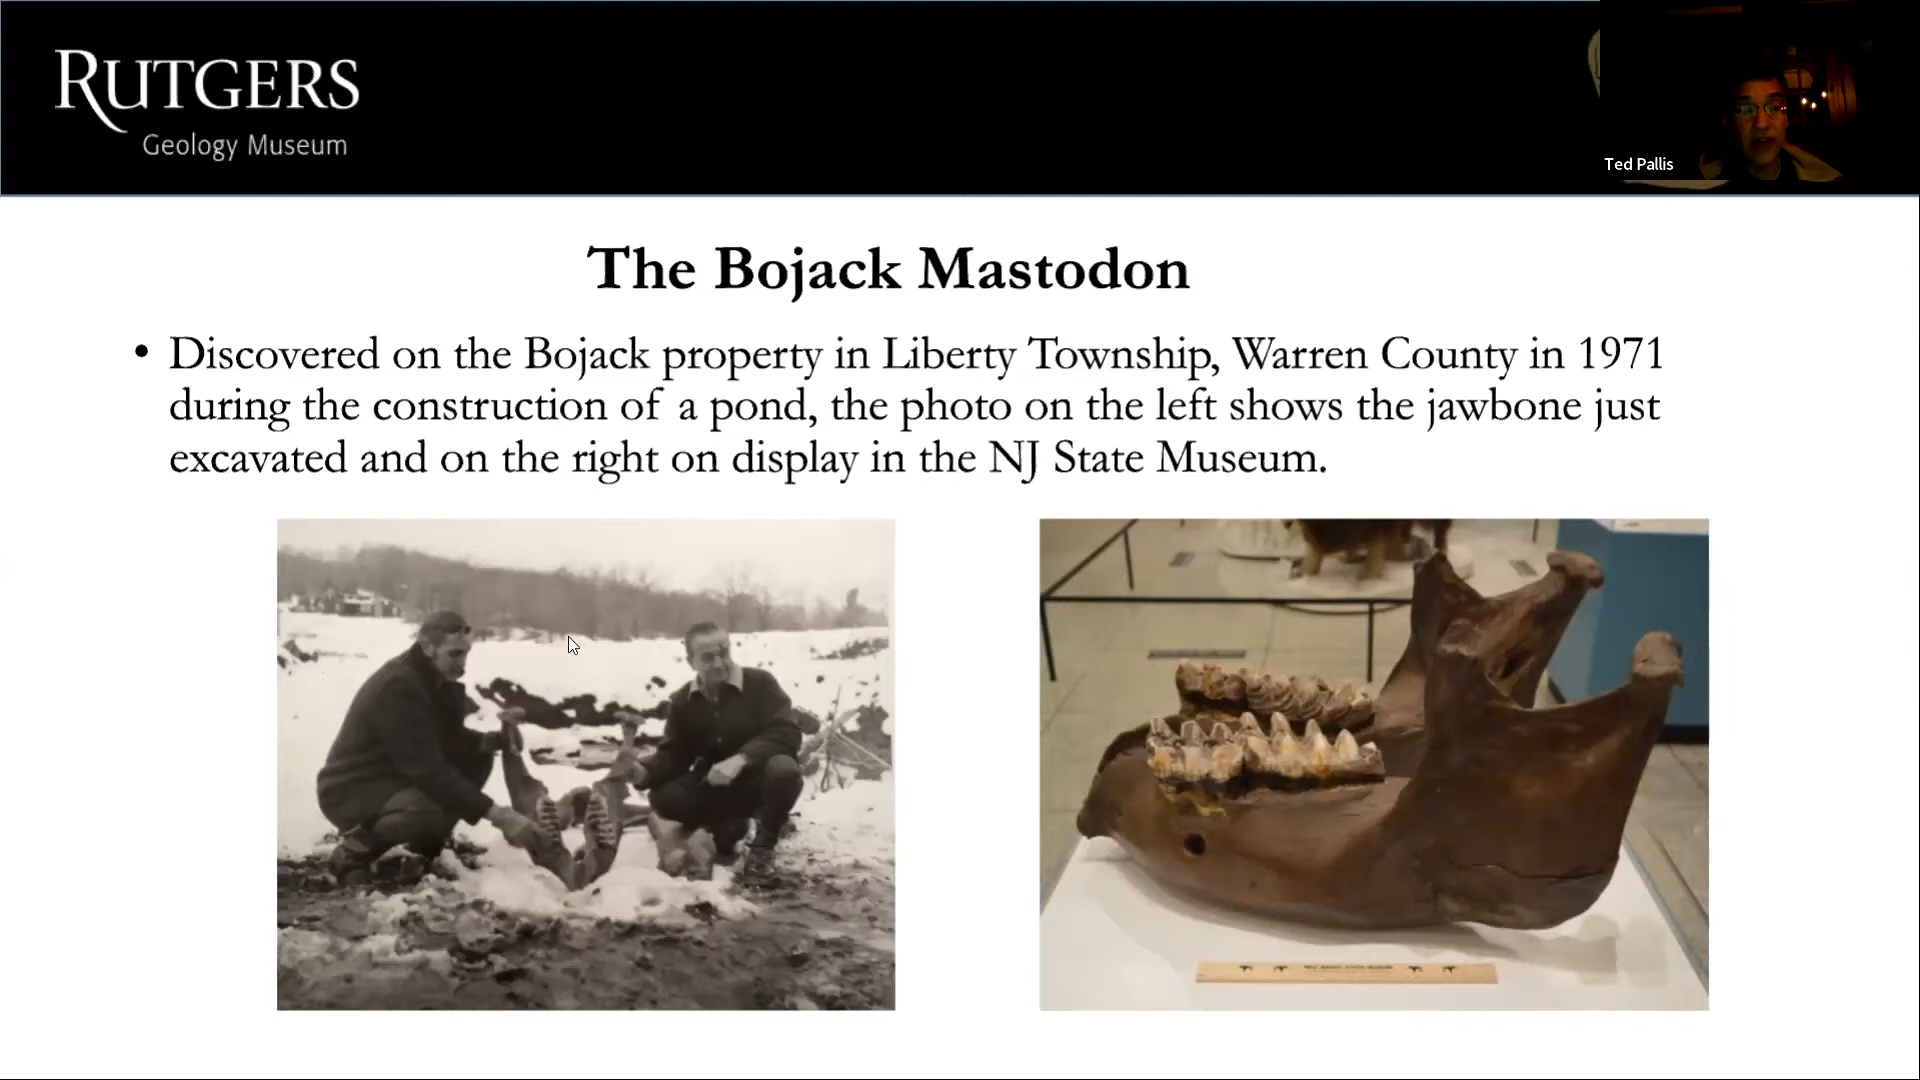 RUTGERS
Geology Museum
Ted Pallis
The Bojack Mastodon
• Discovered on the Bojack property in Liberty Township, Warren County in 1971
during the construction of a pond, the photo on the left shows the jawbone just
excavated and on the right on display in the NJ State Museum.